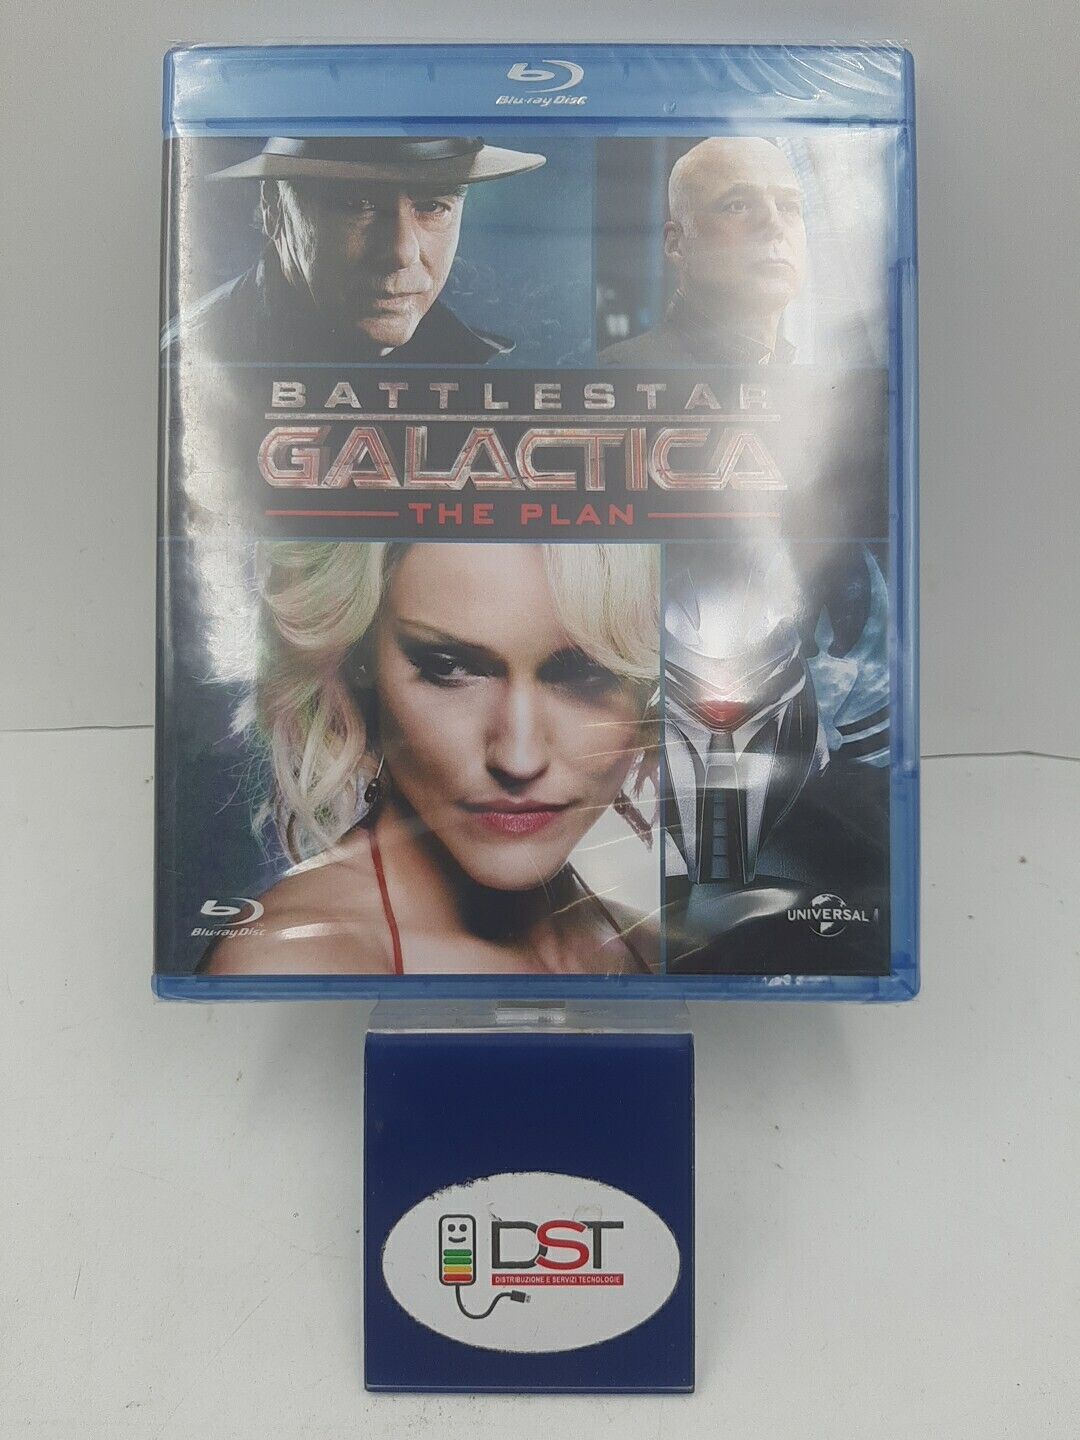 Blu-ray Disc
BATTLESTAR
GALACTICA
THE PLAN
Blu-ray Disc
UNIVERSAL
DST
DISTRIBUZIONE E SERVIZI TECNOLOGIE